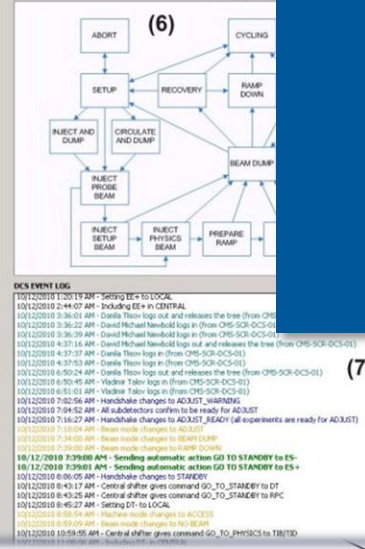 (6)
ABORT
CYCLING
SETUP
RECOVERY
RAMP DOWN
INJECT AND DUMP
CIRCULATE AND DUMP
BEAM DUMP
INJECT PROBE BEAM
INJECT SETUP BEAM
INJECT PHYSICS BEAM
PREPARE RAMP
DCS EVENT LOG
10/12/2010 1:20:19 AM - Setting EE+ to LOCAL
10/12/2010 2:44:07 AM - Including EE+ in CENTRAL
10/12/2010 3:36:01 AM - Danila Tlisov logs out and releases the tree (from CMS
10/12/2010 3:36:22 AM - David Michael Newbold logs in (from CMS-SCR-DCS-01
10/12/2010 3:36:39 AM - David Michael Newbold logs in (from CMS-SCR-DCS-01
10/12/2010 4:37:16 AM - David Michael Newbold logs out and releases the tree (from CMS-SCR-DCS-01)
10/12/2010 4:37:37 AM - Danila Tlisov logs in (from CMS-SCR-DCS-01)
10/12/2010 4:37:53 AM - Danila Tlisov logs in (from CMS-SCR-DCS-01)
10/12/2010 6:50:24 AM - Danila Tlisov logs out and releases the tree (from CMS-SCR-DCS-01)
10/12/2010 6:50:45 AM - Vladimir Tolov logs in (from CMS-SCR-DCS-01)
10/12/2010 6:51:01 AM - Vladimir Tolov logs in (from CMS-SCR-DCS-01)
(7
10/12/2010 7:02:56 AM - Handshake changes to ADJUST_WARNING
10/12/2010 7:04:52 AM - All subdetectors confirm to be ready for ADJUST
10/12/2010 7:16:27 AM - Handshake changes to ADJUST_READY (all experiments are ready for ADJUST)
10/12/2010 7:18:04 AM - Beam mode changes to ADJUST
10/12/2010 7:34:00 AM - Beam mode changes to BEAM DUMP
10/12/2010 7:39:00 AM - Beam mode changes to RAMP DOWN
10/12/2010 7:39:00 AM - Sending automatic action GO TO STANDBY to ES-
10/12/2010 7:39:01 AM - Sending automatic action GO TO STANDBY to ES+
10/12/2010 8:06:05 AM - Handshake changes to STANDBY
10/12/2010 8:43:17 AM - Central shifter gives command GO_TO_STANDBY to DT
10/12/2010 8:43:25 AM - Central shifter gives command GO_TO_STANDBY to RPC
10/12/2010 8:45:27 AM - Setting DT- to LOCAL
10/12/2010 8:50:54 AM - Machine mode changes to ACCESS
10/12/2010 8:59:09 AM - Beam mode changes to NO BEAM
10/12/2010 10:59:55 AM - Central shifter gives command GO_TO_PHYSICS to TIB/TID